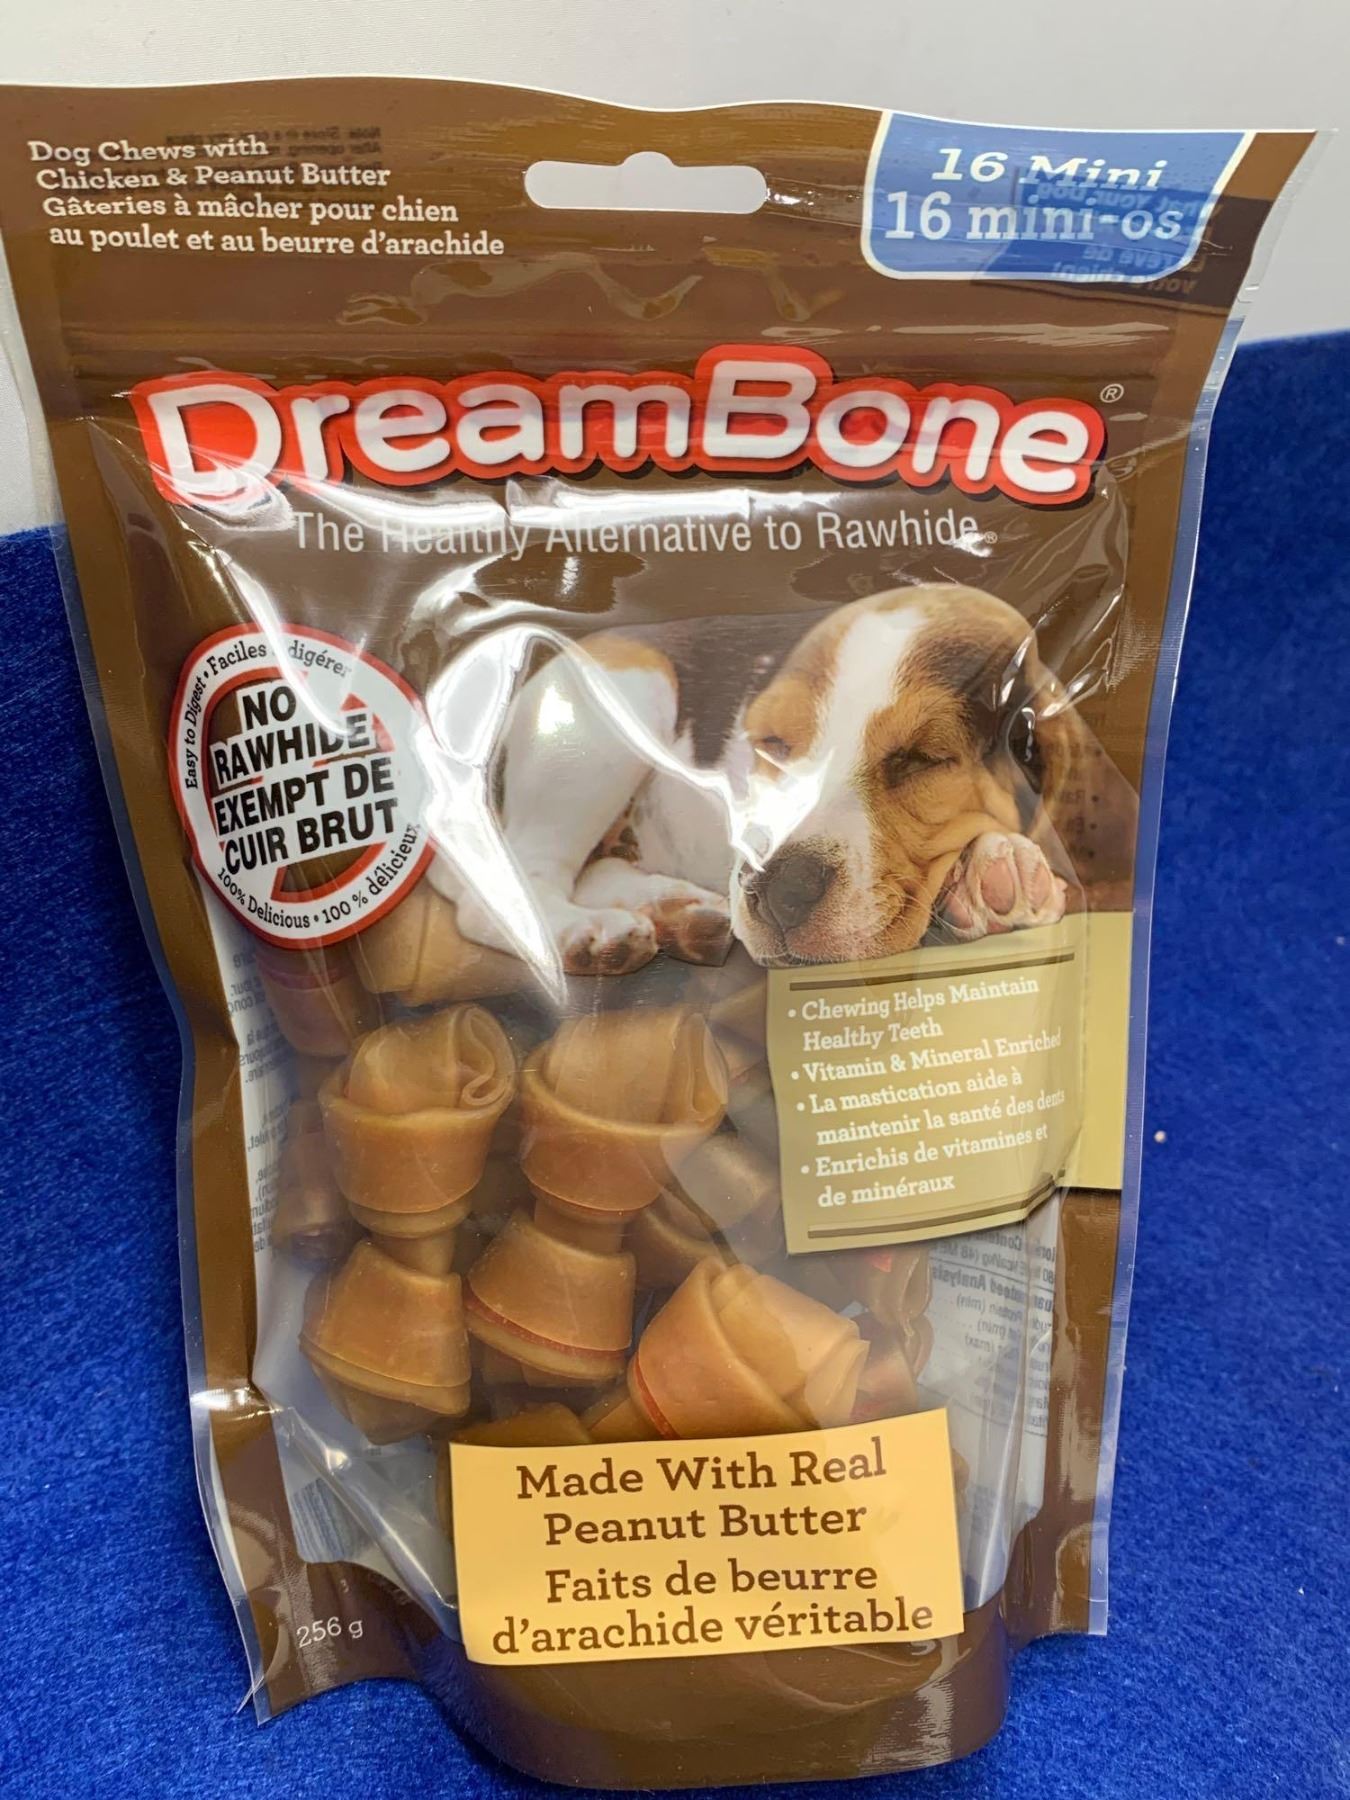 Dog Chews with
Chicken & Peanut Butter
Gâteries à mâcher pour chien
au poulet et au beurre d'arachide
16 Mini
16 mini-os
DreamBone®
The Healthy Alternative to Rawhide®
Easy to Digest • Faciles à digérer
NO
RAWHIDE
EXEMPT DE
CUIR BRUT
100% Delicious • 100 % délicieux
• Chewing Helps Maintain
Healthy Teeth
• Vitamin & Mineral Enriched
• La mastication aide à
maintenir la santé des dents
• Enrichis de vitamines et
de minéraux
Made With Real
Peanut Butter
Faits de beurre
d'arachide véritable
256 g